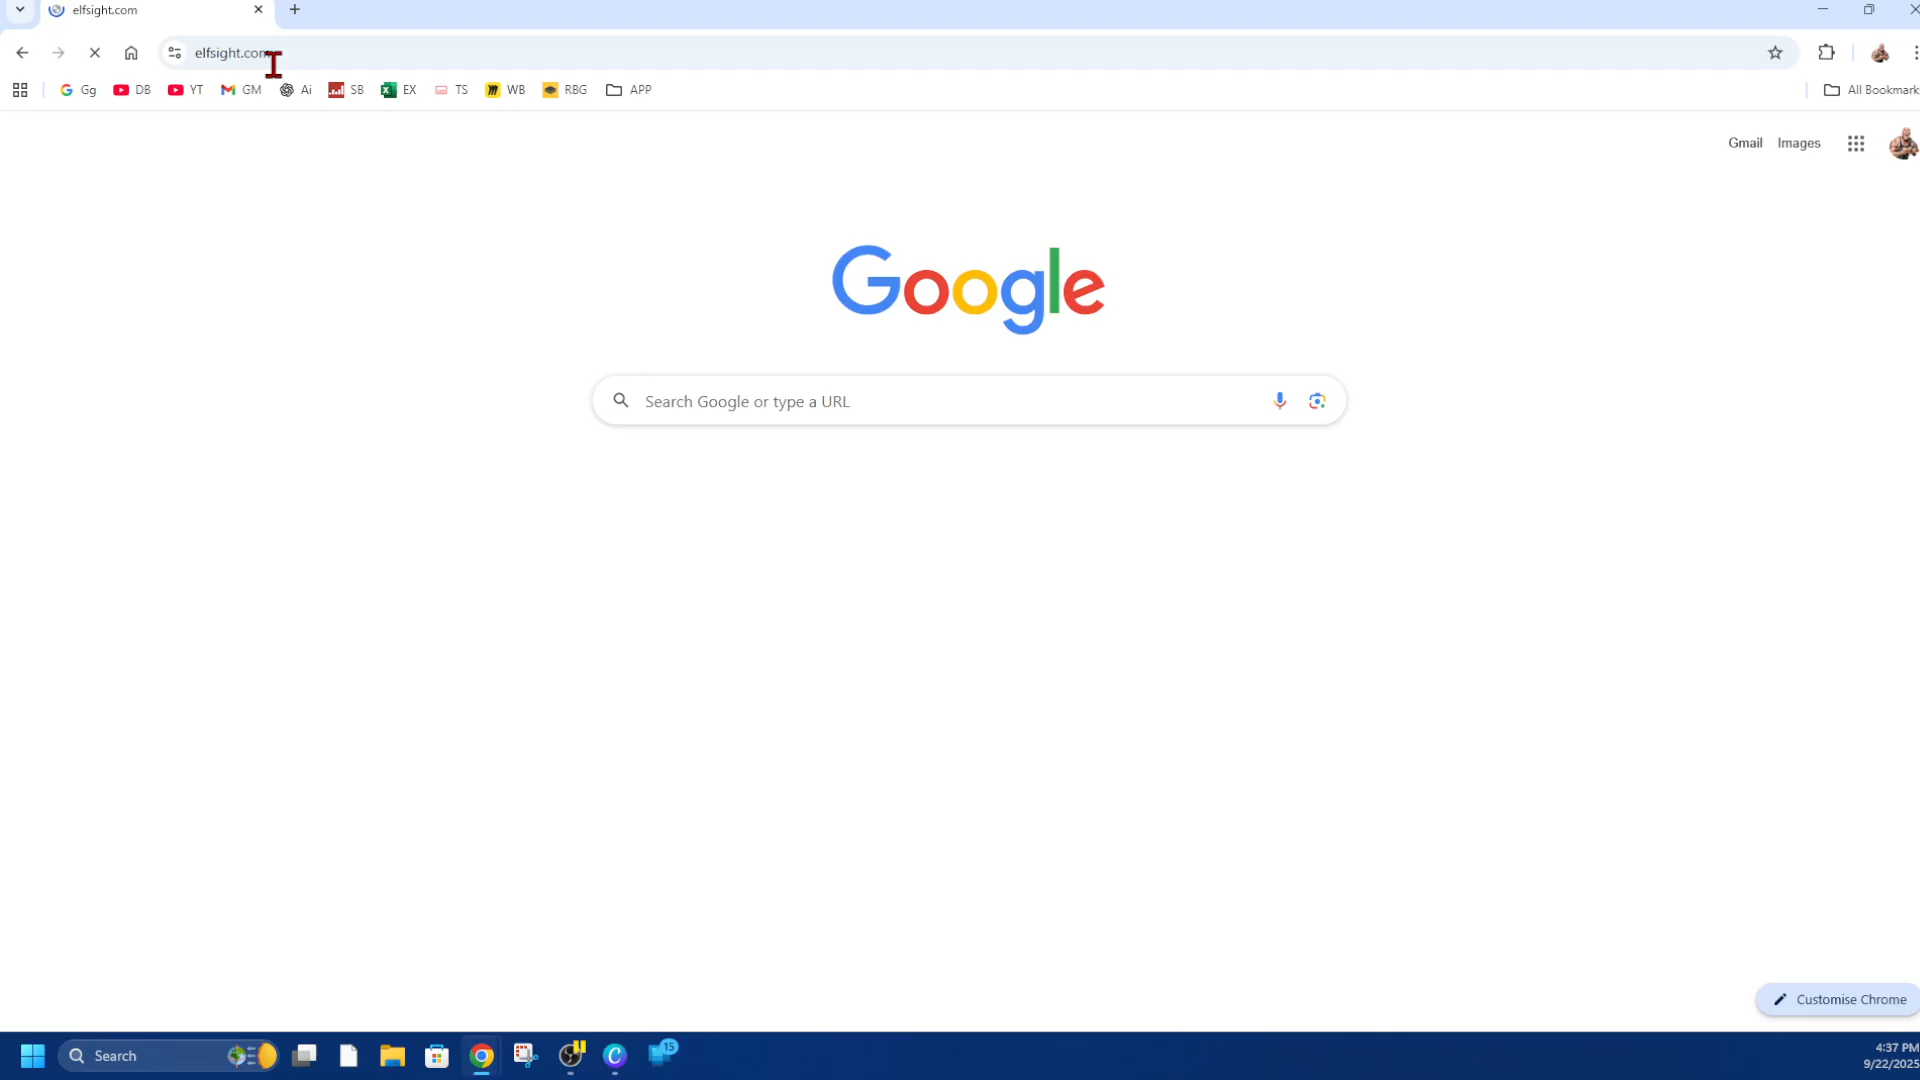 elfsight.com
elfsight.com
Gg DB YT GM Ai SB EX TS WB RBG APP All Bookmark
Gmail Images
Google
Search Google or type a URL
Customise Chrome
Search 15 4:37 PM
9/22/2025